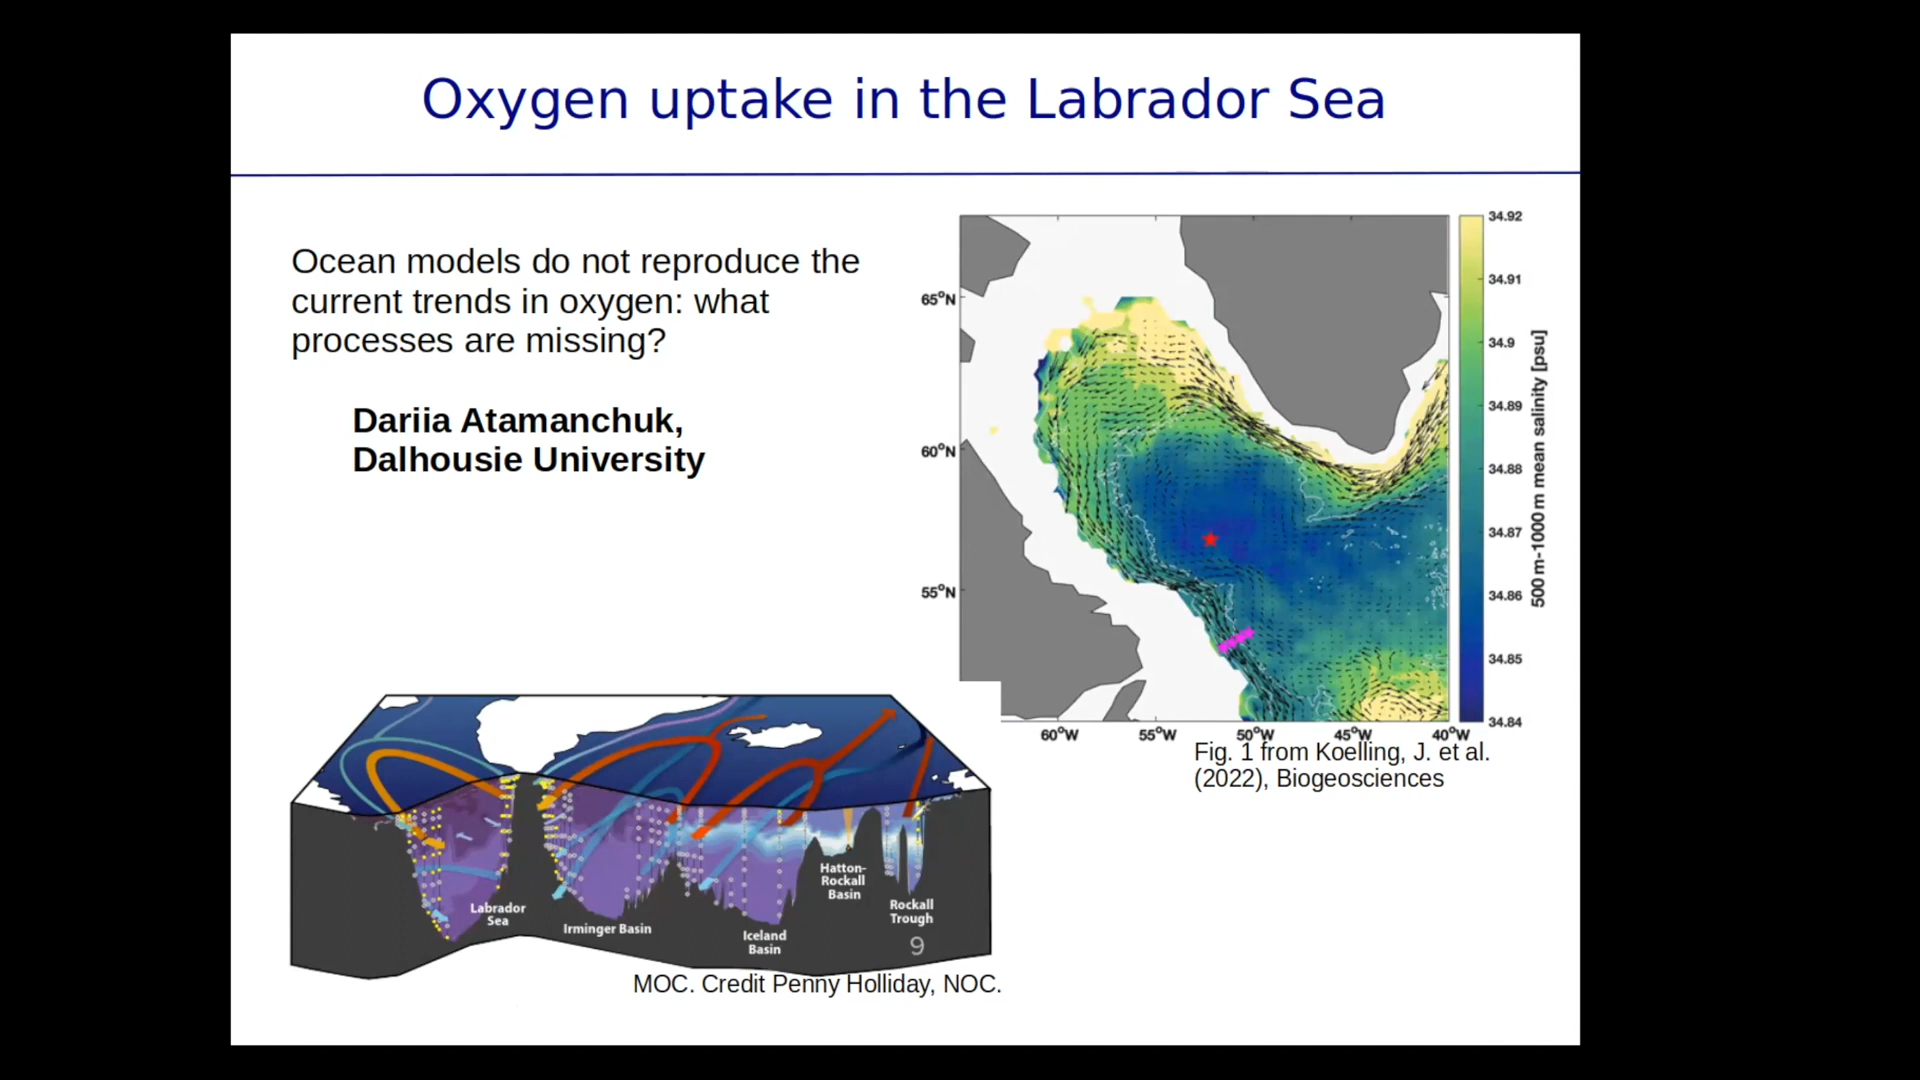 Oxygen uptake in the Labrador Sea
Ocean models do not reproduce the
current trends in oxygen: what
processes are missing?
Dariia Atamanchuk,
Dalhousie University
65°N
60°N
55°N
60°W
55°W
50°W
45°W
40°W
34.92
34.91
34.9
34.89
34.88
34.87
34.86
34.85
34.84
500 m-1000 m mean salinity [psu]
Fig. 1 from Koelling, J. et al.
(2022), Biogeosciences
Labrador
Sea
Irminger Basin
Iceland
Basin
Hatton-
Rockall
Basin
Rockall
Trough
9
MOC. Credit Penny Holliday, NOC.